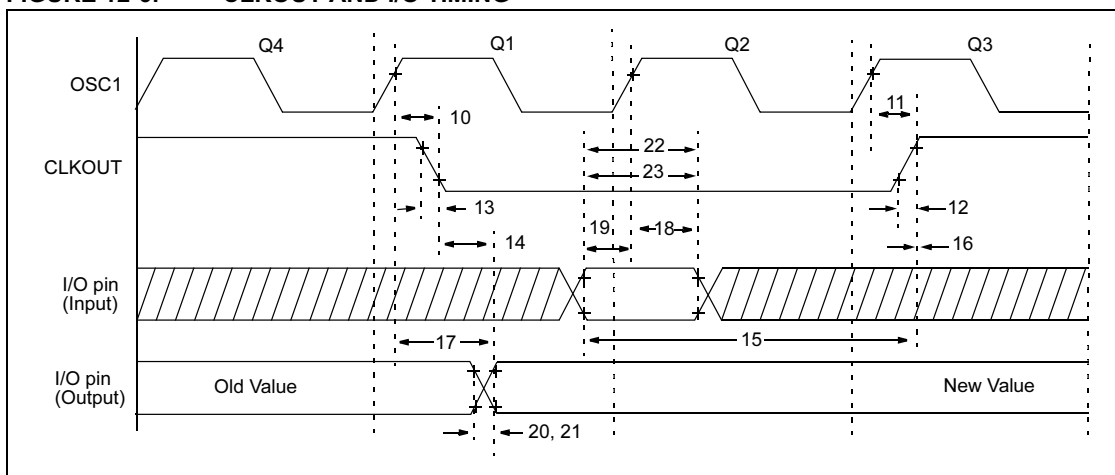 FIGURE 12-6: CLKOUT AND I/O TIMING
Q4 Q1 Q2 Q3
OSC1
10 11
22
CLKOUT
23
13 19 18 12
14 16
I/O pin
(Input)
17 15
I/O pin
(Output)
Old Value New Value
20, 21